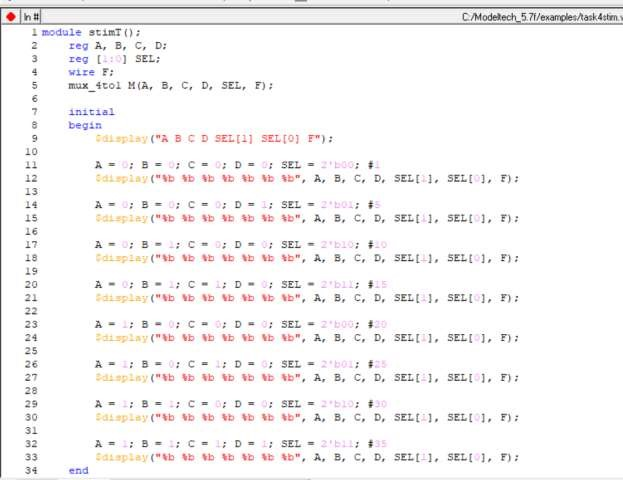 In #
C:/Modeltech_5.7f/examples/task4stim.v
1 module stimT();
2 reg A, B, C, D;
3 reg [1:0] SEL;
4 wire F;
5 mux_4to1 M(A, B, C, D, SEL, F);
6
7 initial
8 begin
9 $display("A B C D SEL[1] SEL[0] F");
10
11 A = 0; B = 0; C = 0; D = 0; SEL = 2'b00; #1
12 $display("%b %b %b %b %b %b %b", A, B, C, D, SEL[1], SEL[0], F);
13
14 A = 0; B = 0; C = 0; D = 1; SEL = 2'b01; #5
15 $display("%b %b %b %b %b %b %b", A, B, C, D, SEL[1], SEL[0], F);
16
17 A = 0; B = 1; C = 0; D = 0; SEL = 2'b10; #10
18 $display("%b %b %b %b %b %b %b", A, B, C, D, SEL[1], SEL[0], F);
19
20 A = 0; B = 1; C = 1; D = 0; SEL = 2'b11; #15
21 $display("%b %b %b %b %b %b %b", A, B, C, D, SEL[1], SEL[0], F);
22
23 A = 1; B = 0; C = 0; D = 0; SEL = 2'b00; #20
24 $display("%b %b %b %b %b %b %b", A, B, C, D, SEL[1], SEL[0], F);
25
26 A = 1; B = 0; C = 1; D = 0; SEL = 2'b01; #25
27 $display("%b %b %b %b %b %b %b", A, B, C, D, SEL[1], SEL[0], F);
28
29 A = 1; B = 1; C = 0; D = 0; SEL = 2'b10; #30
30 $display("%b %b %b %b %b %b %b", A, B, C, D, SEL[1], SEL[0], F);
31
32 A = 1; B = 1; C = 1; D = 1; SEL = 2'b11; #35
33 $display("%b %b %b %b %b %b %b", A, B, C, D, SEL[1], SEL[0], F);
34 end